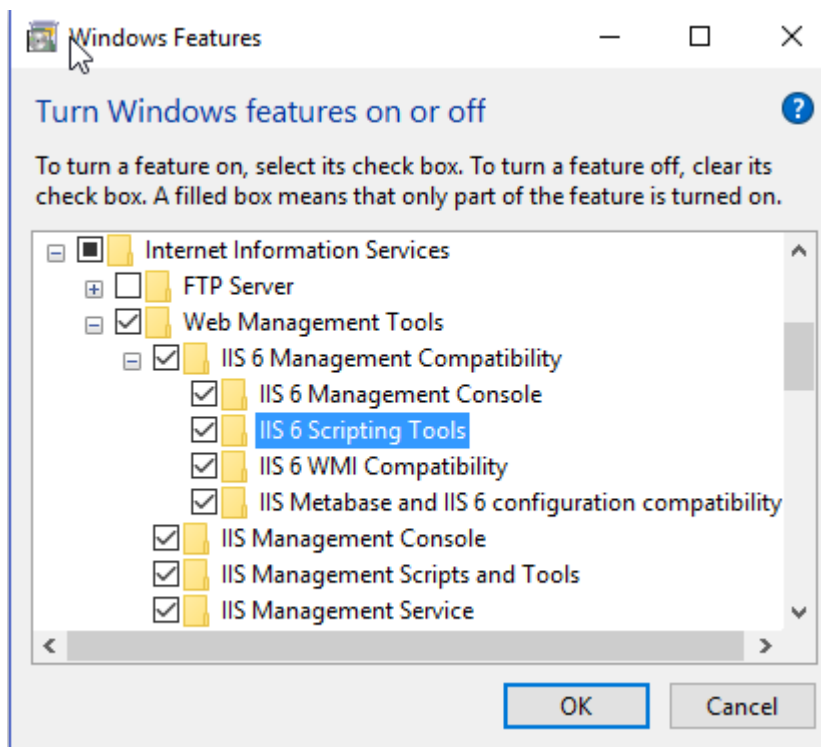 Windows Features
Turn Windows features on or off
?
To turn a feature on, select its check box. To turn a feature off, clear its
check box. A filled box means that only part of the feature is turned on.
Internet Information Services
FTP Server
Web Management Tools
IIS 6 Management Compatibility
IIS 6 Management Console
IIS 6 Scripting Tools
IIS 6 WMI Compatibility
IIS Metabase and IIS 6 configuration compatibility
IIS Management Console
IIS Management Scripts and Tools
IIS Management Service
OK
Cancel